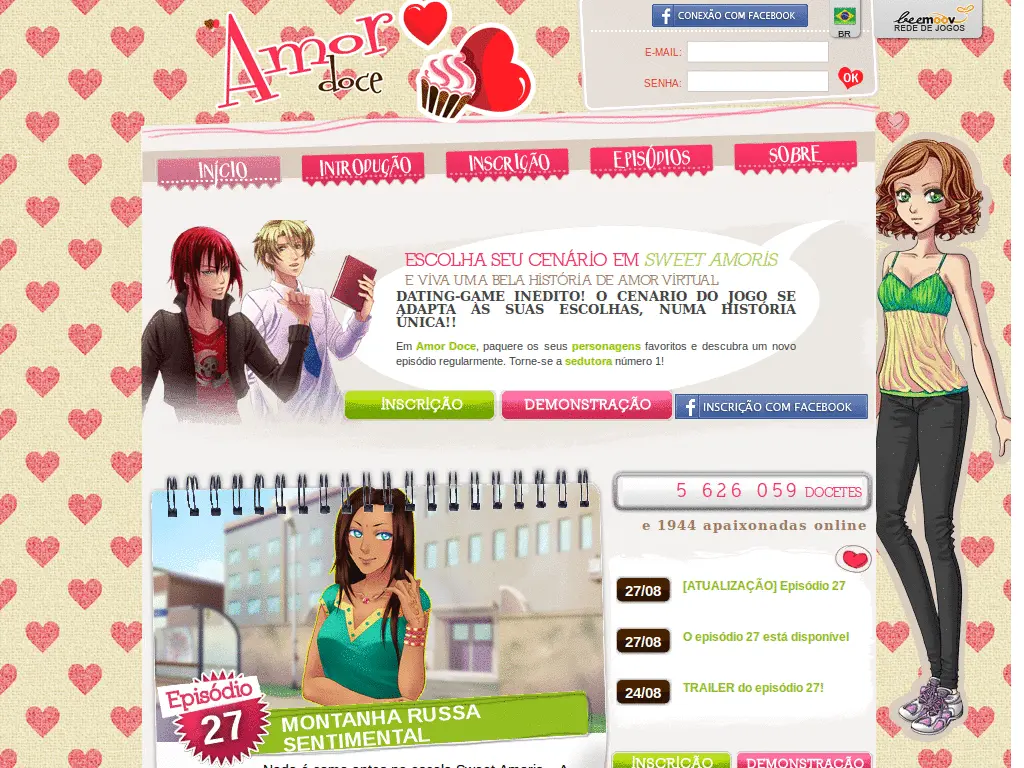 Amor
doce
CONEXÃO COM FACEBOOK
BR
beemoov
REDE DE JOGOS
E-MAIL:
SENHA:
OK
INÍCIO
INTRODUÇÃO
INSCRIÇÃO
EPISÓDIOS
SOBRE
ESCOLHA SEU CENÁRIO EM SWEET AMORIS
E VIVA UMA BELA HISTÓRIA DE AMOR VIRTUAL
DATING-GAME INEDITO! O CENARIO DO JOGO SE
ADAPTA ÀS SUAS ESCOLHAS, NUMA HISTÓRIA
ÚNICA!!
Em Amor Doce, paquere os seus personagens favoritos e descubra um novo
episódio regularmente. Torne-se a sedutora número 1!
INSCRIÇÃO
DEMONSTRAÇÃO
INSCRIÇÃO COM FACEBOOK
5 626 059 DOCETES
e 1944 apaixonadas online
27/08
[ATUALIZAÇÃO] Episódio 27
27/08
O episódio 27 está disponível
24/08
TRAILER do episódio 27!
Episódio
27
MONTANHA RUSSA
SENTIMENTAL
INSCRIÇÃO
DEMONSTRAÇÃO